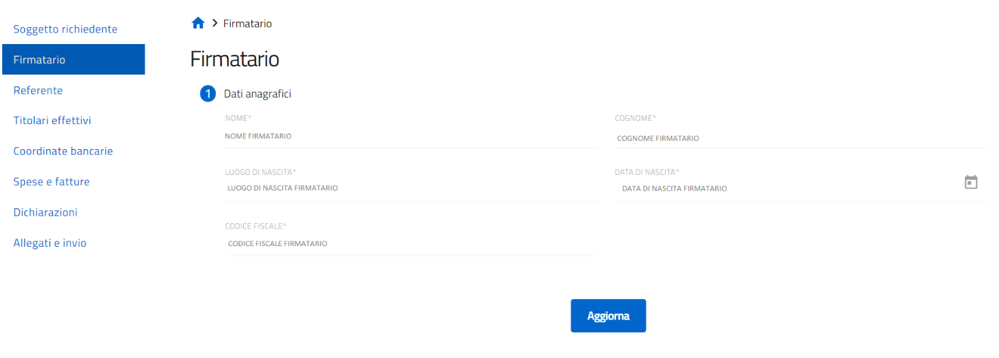 Soggetto richiedente
Firmatario
Referente
Titolari effettivi
Coordinate bancarie
Spese e fatture
Dichiarazioni
Allegati e invio
Firmatario
Firmatario
1 Dati anagrafici
NOME*
NOME FIRMATARIO
COGNOME*
COGNOME FIRMATARIO
LUOGO DI NASCITA*
LUOGO DI NASCITA FIRMATARIO
DATA DI NASCITA*
DATA DI NASCITA FIRMATARIO
CODICE FISCALE*
CODICE FISCALE FIRMATARIO
Aggiorna